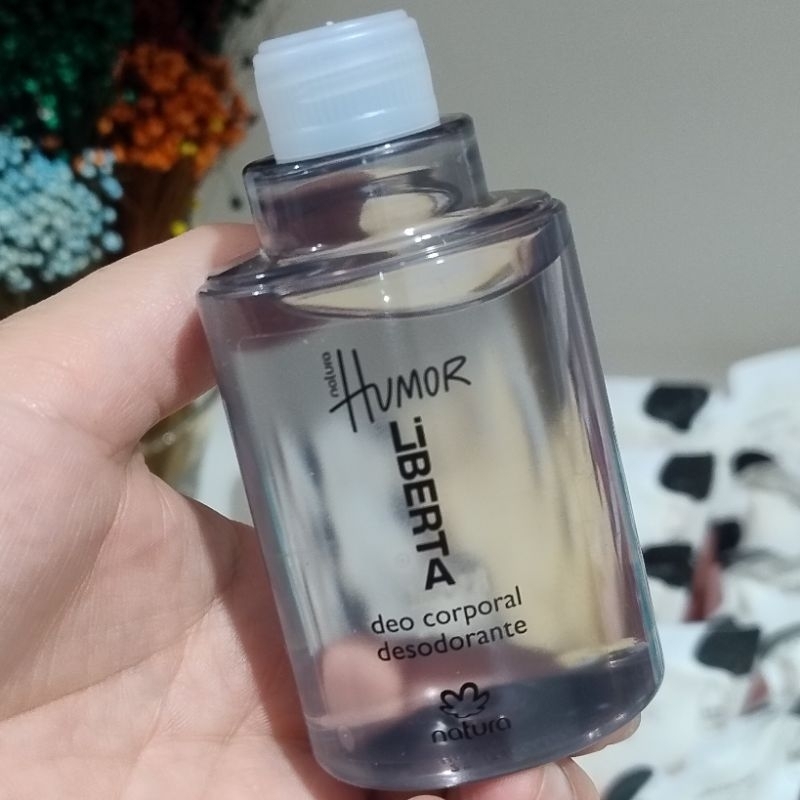 natura
HUMOR
LiBERTA
deo corporal
desodorante
natura